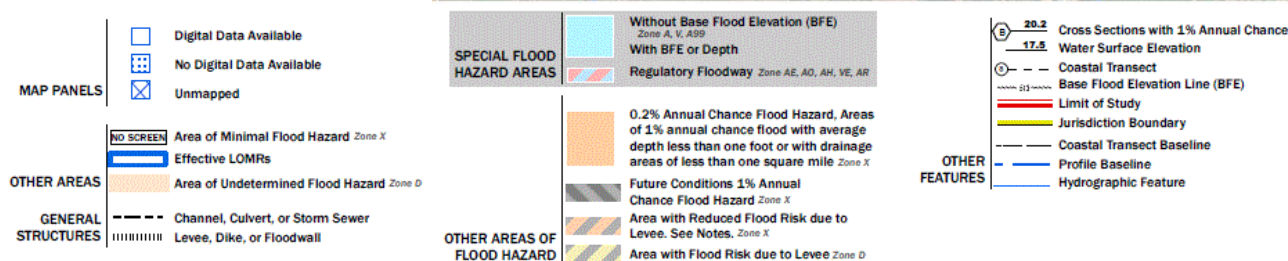 MAP PANELS
Digital Data Available
No Digital Data Available
Unmapped
OTHER AREAS
NO SCREEN Area of Minimal Flood Hazard Zone X
Effective LOMRs
Area of Undetermined Flood Hazard Zone D
GENERAL
STRUCTURES
Channel, Culvert, or Storm Sewer
Levee, Dike, or Floodwall
SPECIAL FLOOD
HAZARD AREAS
Without Base Flood Elevation (BFE)
Zone A, V, A99
With BFE or Depth
Regulatory Floodway Zone AE, AO, AH, VE, AR
OTHER AREAS OF
FLOOD HAZARD
0.2% Annual Chance Flood Hazard, Areas
of 1% annual chance flood with average
depth less than one foot or with drainage
areas of less than one square mile Zone X
Future Conditions 1% Annual
Chance Flood Hazard Zone X
Area with Reduced Flood Risk due to
Levee. See Notes. Zone X
Area with Flood Risk due to Levee Zone D
OTHER
FEATURES
B 20.2 Cross Sections with 1% Annual Chance
17.5 Water Surface Elevation
8 Coastal Transect
513 Base Flood Elevation Line (BFE)
Limit of Study
Jurisdiction Boundary
Coastal Transect Baseline
Profile Baseline
Hydrographic Feature